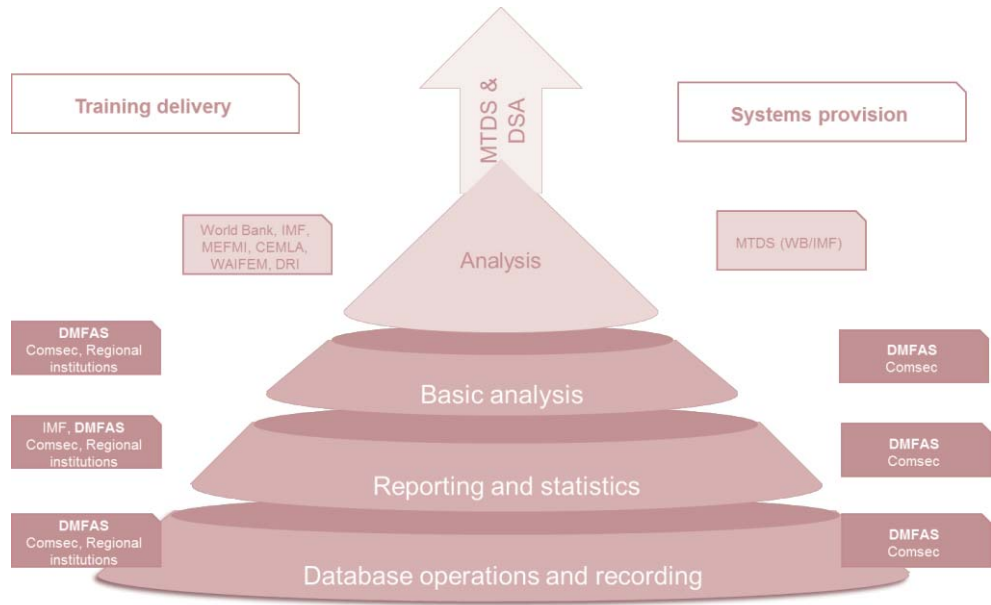 MTDS &
DSA
Training delivery
Systems provision
World Bank, IMF,
MEFMI, CEMLA,
WAIFEM, DRI
Analysis
MTDS (WB/IMF)
DMFAS
Comsec, Regional
institutions
Basic analysis
DMFAS
Comsec
IMF, DMFAS
Comsec, Regional
institutions
Reporting and statistics
DMFAS
Comsec
DMFAS
Comsec, Regional
institutions
Database operations and recording
DMFAS
Comsec